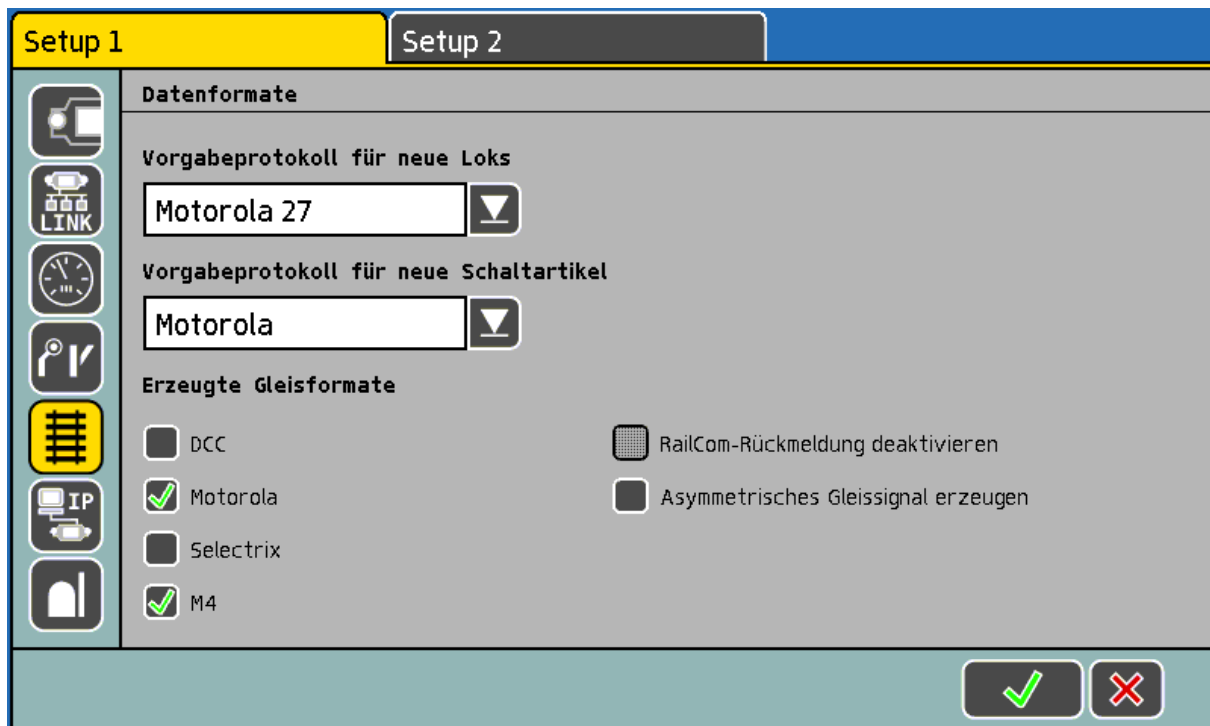 Setup 1
Setup 2
Datenformate
Vorgabeprotokoll für neue Loks
Motorola 27
LINK
Vorgabeprotokoll für neue Schaltartikel
Motorola
Erzeugte Gleisformate
DCC
RailCom-Rückmeldung deaktivieren
Motorola
Asymmetrisches Gleissignal erzeugen
IP
Selectrix
M4